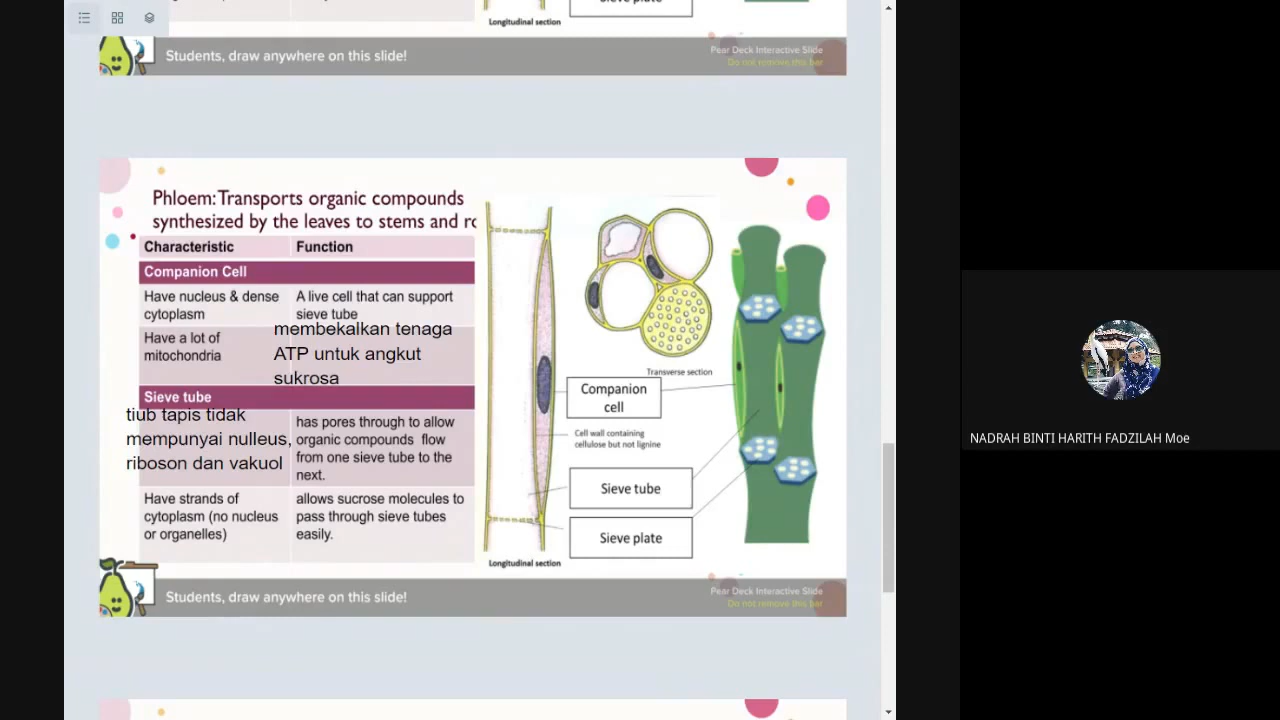 Sieve plate
Longitudinal section
Students, draw anywhere on this slide!
Pear Deck Interactive Slide
Do not remove this bar
Phloem: Transports organic compounds
synthesized by the leaves to stems and ro
Characteristic
Function
Companion Cell
Have nucleus & dense
cytoplasm
A live cell that can support
sieve tube
Have a lot of
mitochondria
membekalkan tenaga
ATP untuk angkut
sukrosa
Sieve tube
tiub tapis tidak
mempunyai nulleus,
riboson dan vakuol
has pores through to allow
organic compounds flow
from one sieve tube to the
next.
Have strands of
cytoplasm (no nucleus
or organelles)
allows sucrose molecules to
pass through sieve tubes
easily.
Transverse section
Companion
cell
Cell wall containing
cellulose but not lignine
Sieve tube
Sieve plate
Longitudinal section
Students, draw anywhere on this slide!
Pear Deck Interactive Slide
Do not remove this bar
NADRAH BINTI HARITH FADZILAH Moe